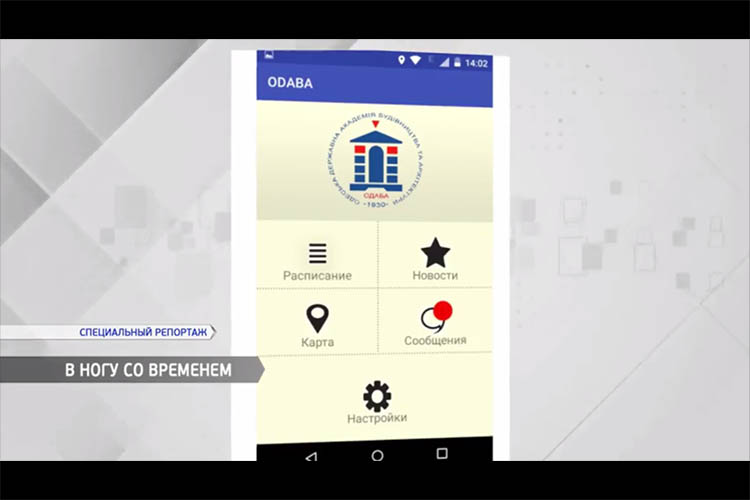 14:02
ODABA
ОДЕСЬКА ДЕРЖАВНА АКАДЕМІЯ БУДІВНИЦТВА ТА АРХІТЕКТУРИ
ОДАБА
-1930-
Расписание
Новости
Карта
Сообщения
Настройки
СПЕЦИАЛЬНЫЙ РЕПОРТАЖ
В НОГУ СО ВРЕМЕНЕМ